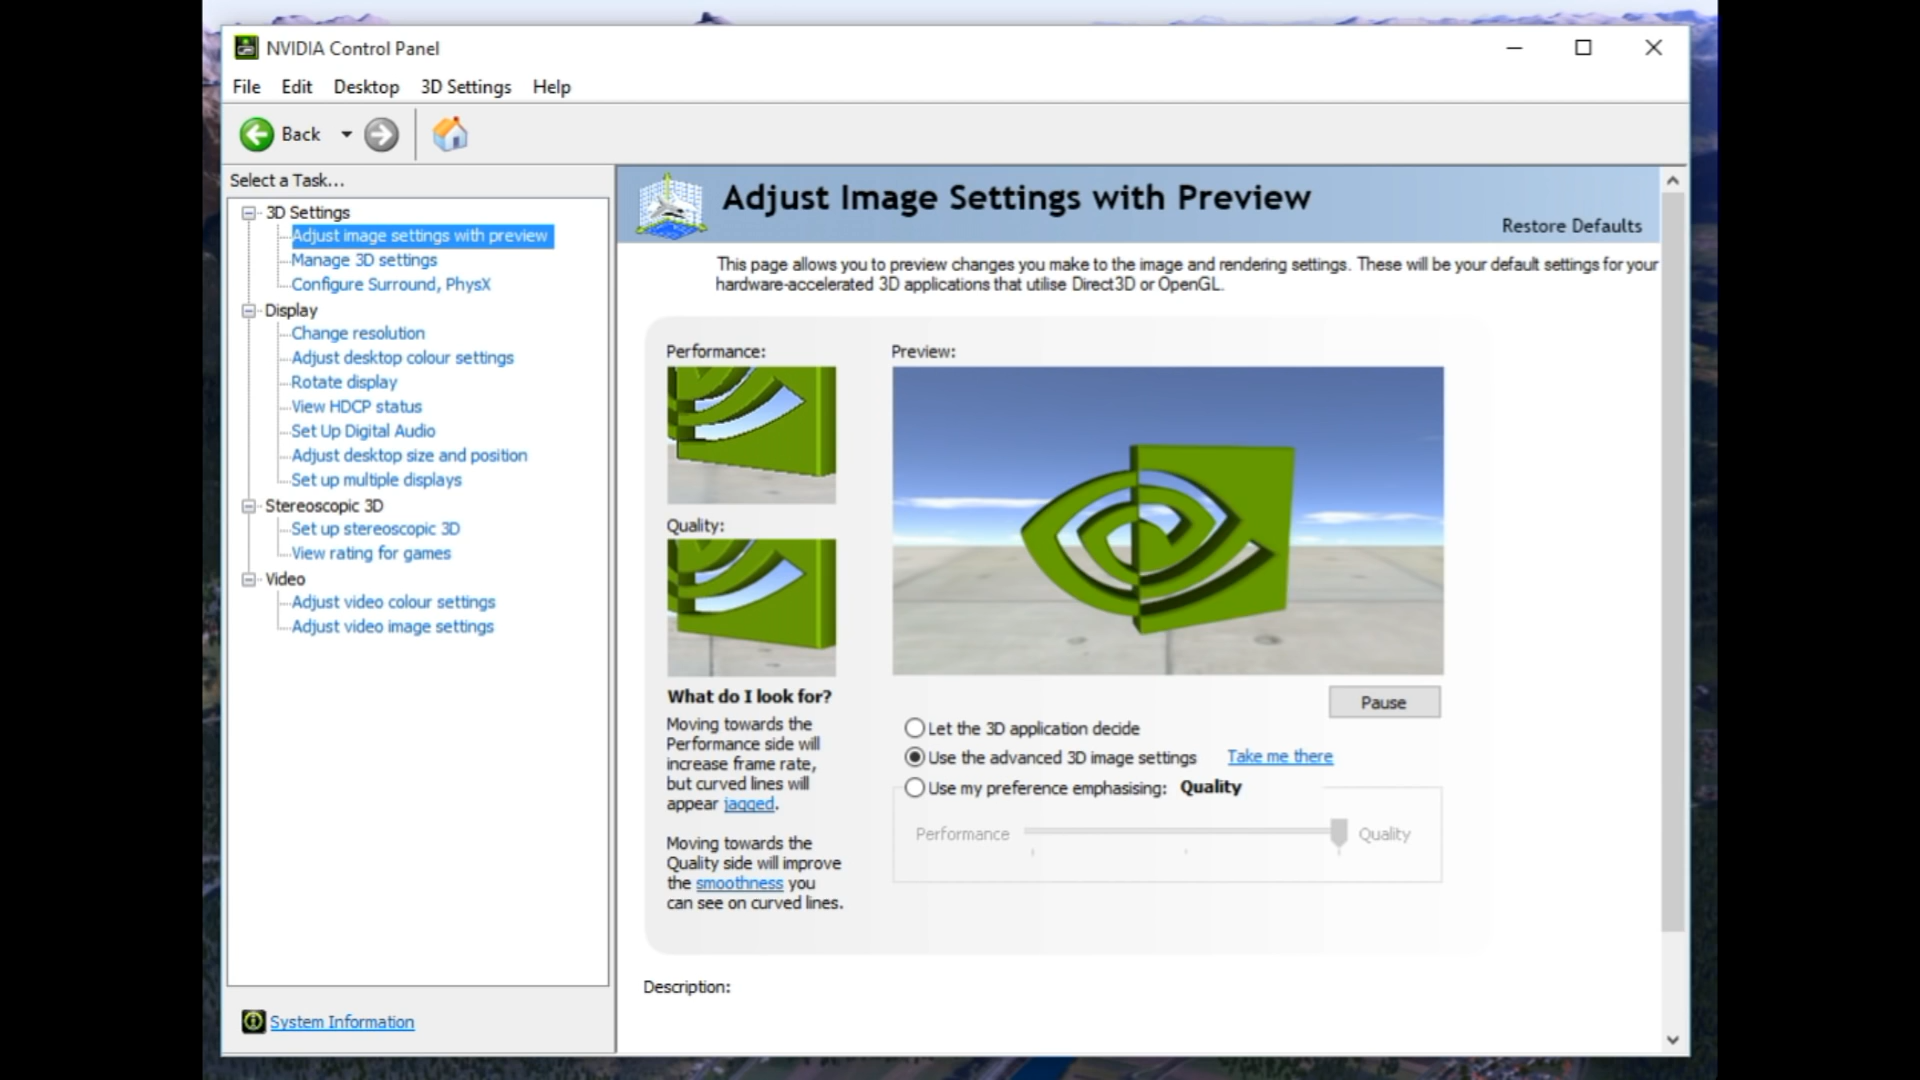 NVIDIA Control Panel
File Edit Desktop 3D Settings Help
Back
Select a Task...
3D Settings
Adjust image settings with preview
Manage 3D settings
Configure Surround, PhysX
Display
Change resolution
Adjust desktop colour settings
Rotate display
View HDCP status
Set Up Digital Audio
Adjust desktop size and position
Set up multiple displays
Stereoscopic 3D
Set up stereoscopic 3D
View rating for games
Video
Adjust video colour settings
Adjust video image settings
System Information
Adjust Image Settings with Preview
Restore Defaults
This page allows you to preview changes you make to the image and rendering settings. These will be your default settings for your
hardware-accelerated 3D applications that utilise Direct3D or OpenGL.
Performance:
Quality:
What do I look for?
Moving towards the
Performance side will
increase frame rate,
but curved lines will
appear jagged.
Moving towards the
Quality side will improve
the smoothness you
can see on curved lines.
Preview:
Pause
Let the 3D application decide
Use the advanced 3D image settings Take me there
Use my preference emphasising: Quality
Performance Quality
Description: